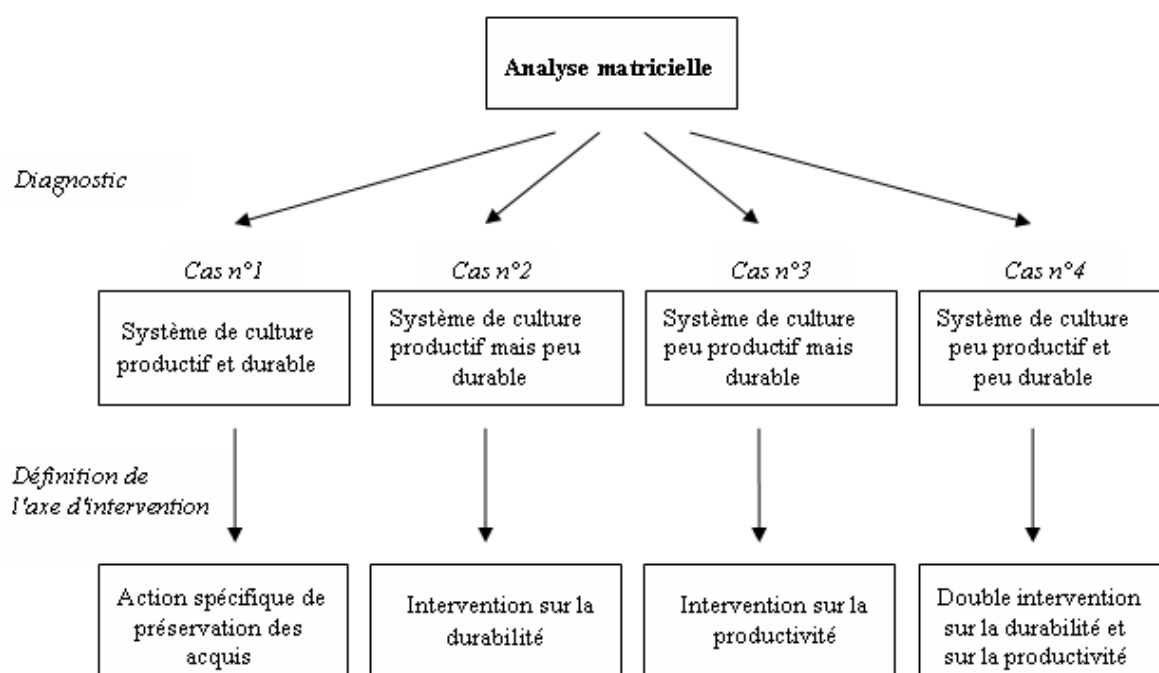 Analyse matricielle
Diagnostic
Cas n°1
Cas n°2
Cas n°3
Cas n°4
Système de culture
productif et durable
Système de culture
productif mais peu
durable
Système de culture
peu productif mais
durable
Système de culture
peu productif et
peu durable
Définition de
l'axe d'intervention
Action spécifique de
préservation des
acquis
Intervention sur la
durabilité
Intervention sur la
productivité
Double intervention
sur la durabilité et
sur la productivité